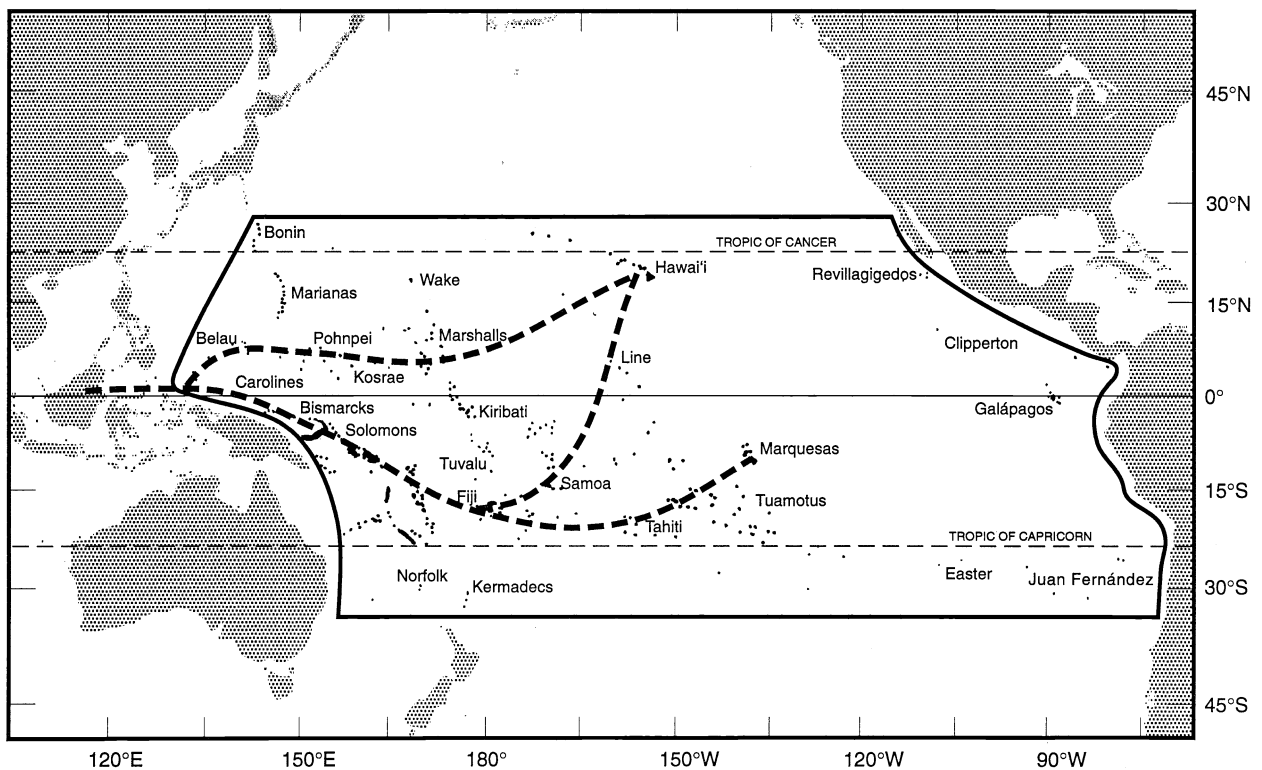 45°N
30°N
Bonin
TROPIC OF CANCER
Hawai'i
Revillagigedos
Wake
Marianas
15°N
Belau
Pohnpei
Marshalls
Clipperton
Line
Kosrae
Carolines
0°
Bismarcks
Kiribati
Galápagos
Solomons
Marquesas
Tuvalu
Samoa
15°S
Fiji
Tuamotus
Tahiti
TROPIC OF CAPRICORN
Norfolk
Kermadecs
Easter
Juan Fernández
30°S
45°S
120°E
150°E
180°
150°W
120°W
90°W